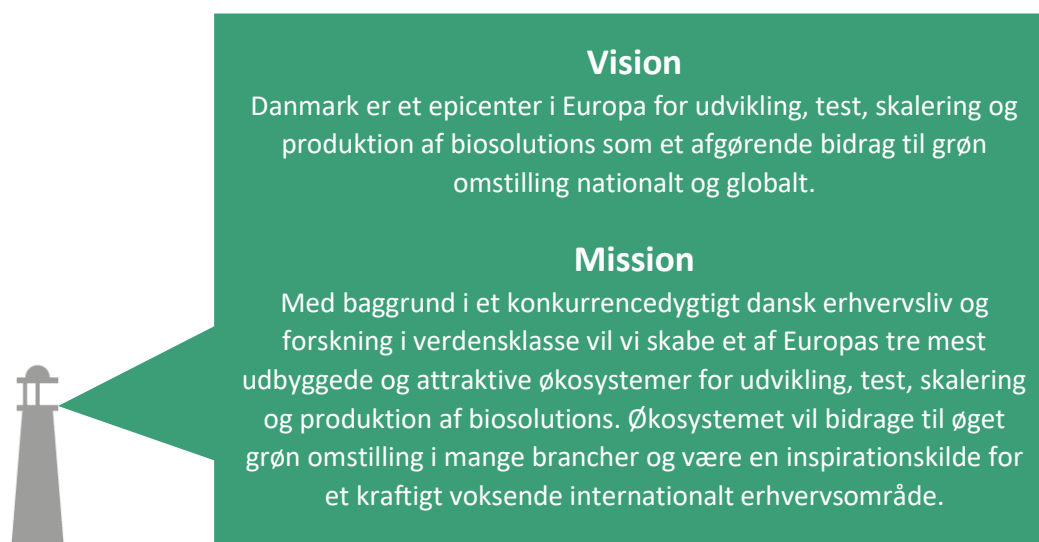 Vision
Danmark er et epicenter i Europa for udvikling, test, skalering og
produktion af biosolutions som et afgørende bidrag til grøn
omstilling nationalt og globalt.
Mission
Med baggrund i et konkurrencedygtigt dansk erhvervsliv og
forskning i verdensklasse vil vi skabe et af Europas tre mest
udbyggede og attraktive økosystemer for udvikling, test, skalering
og produktion af biosolutions. Økosystemet vil bidrage til øget
grøn omstilling i mange brancher og være en inspirationskilde for
et kraftigt voksende internationalt erhvervsområde.